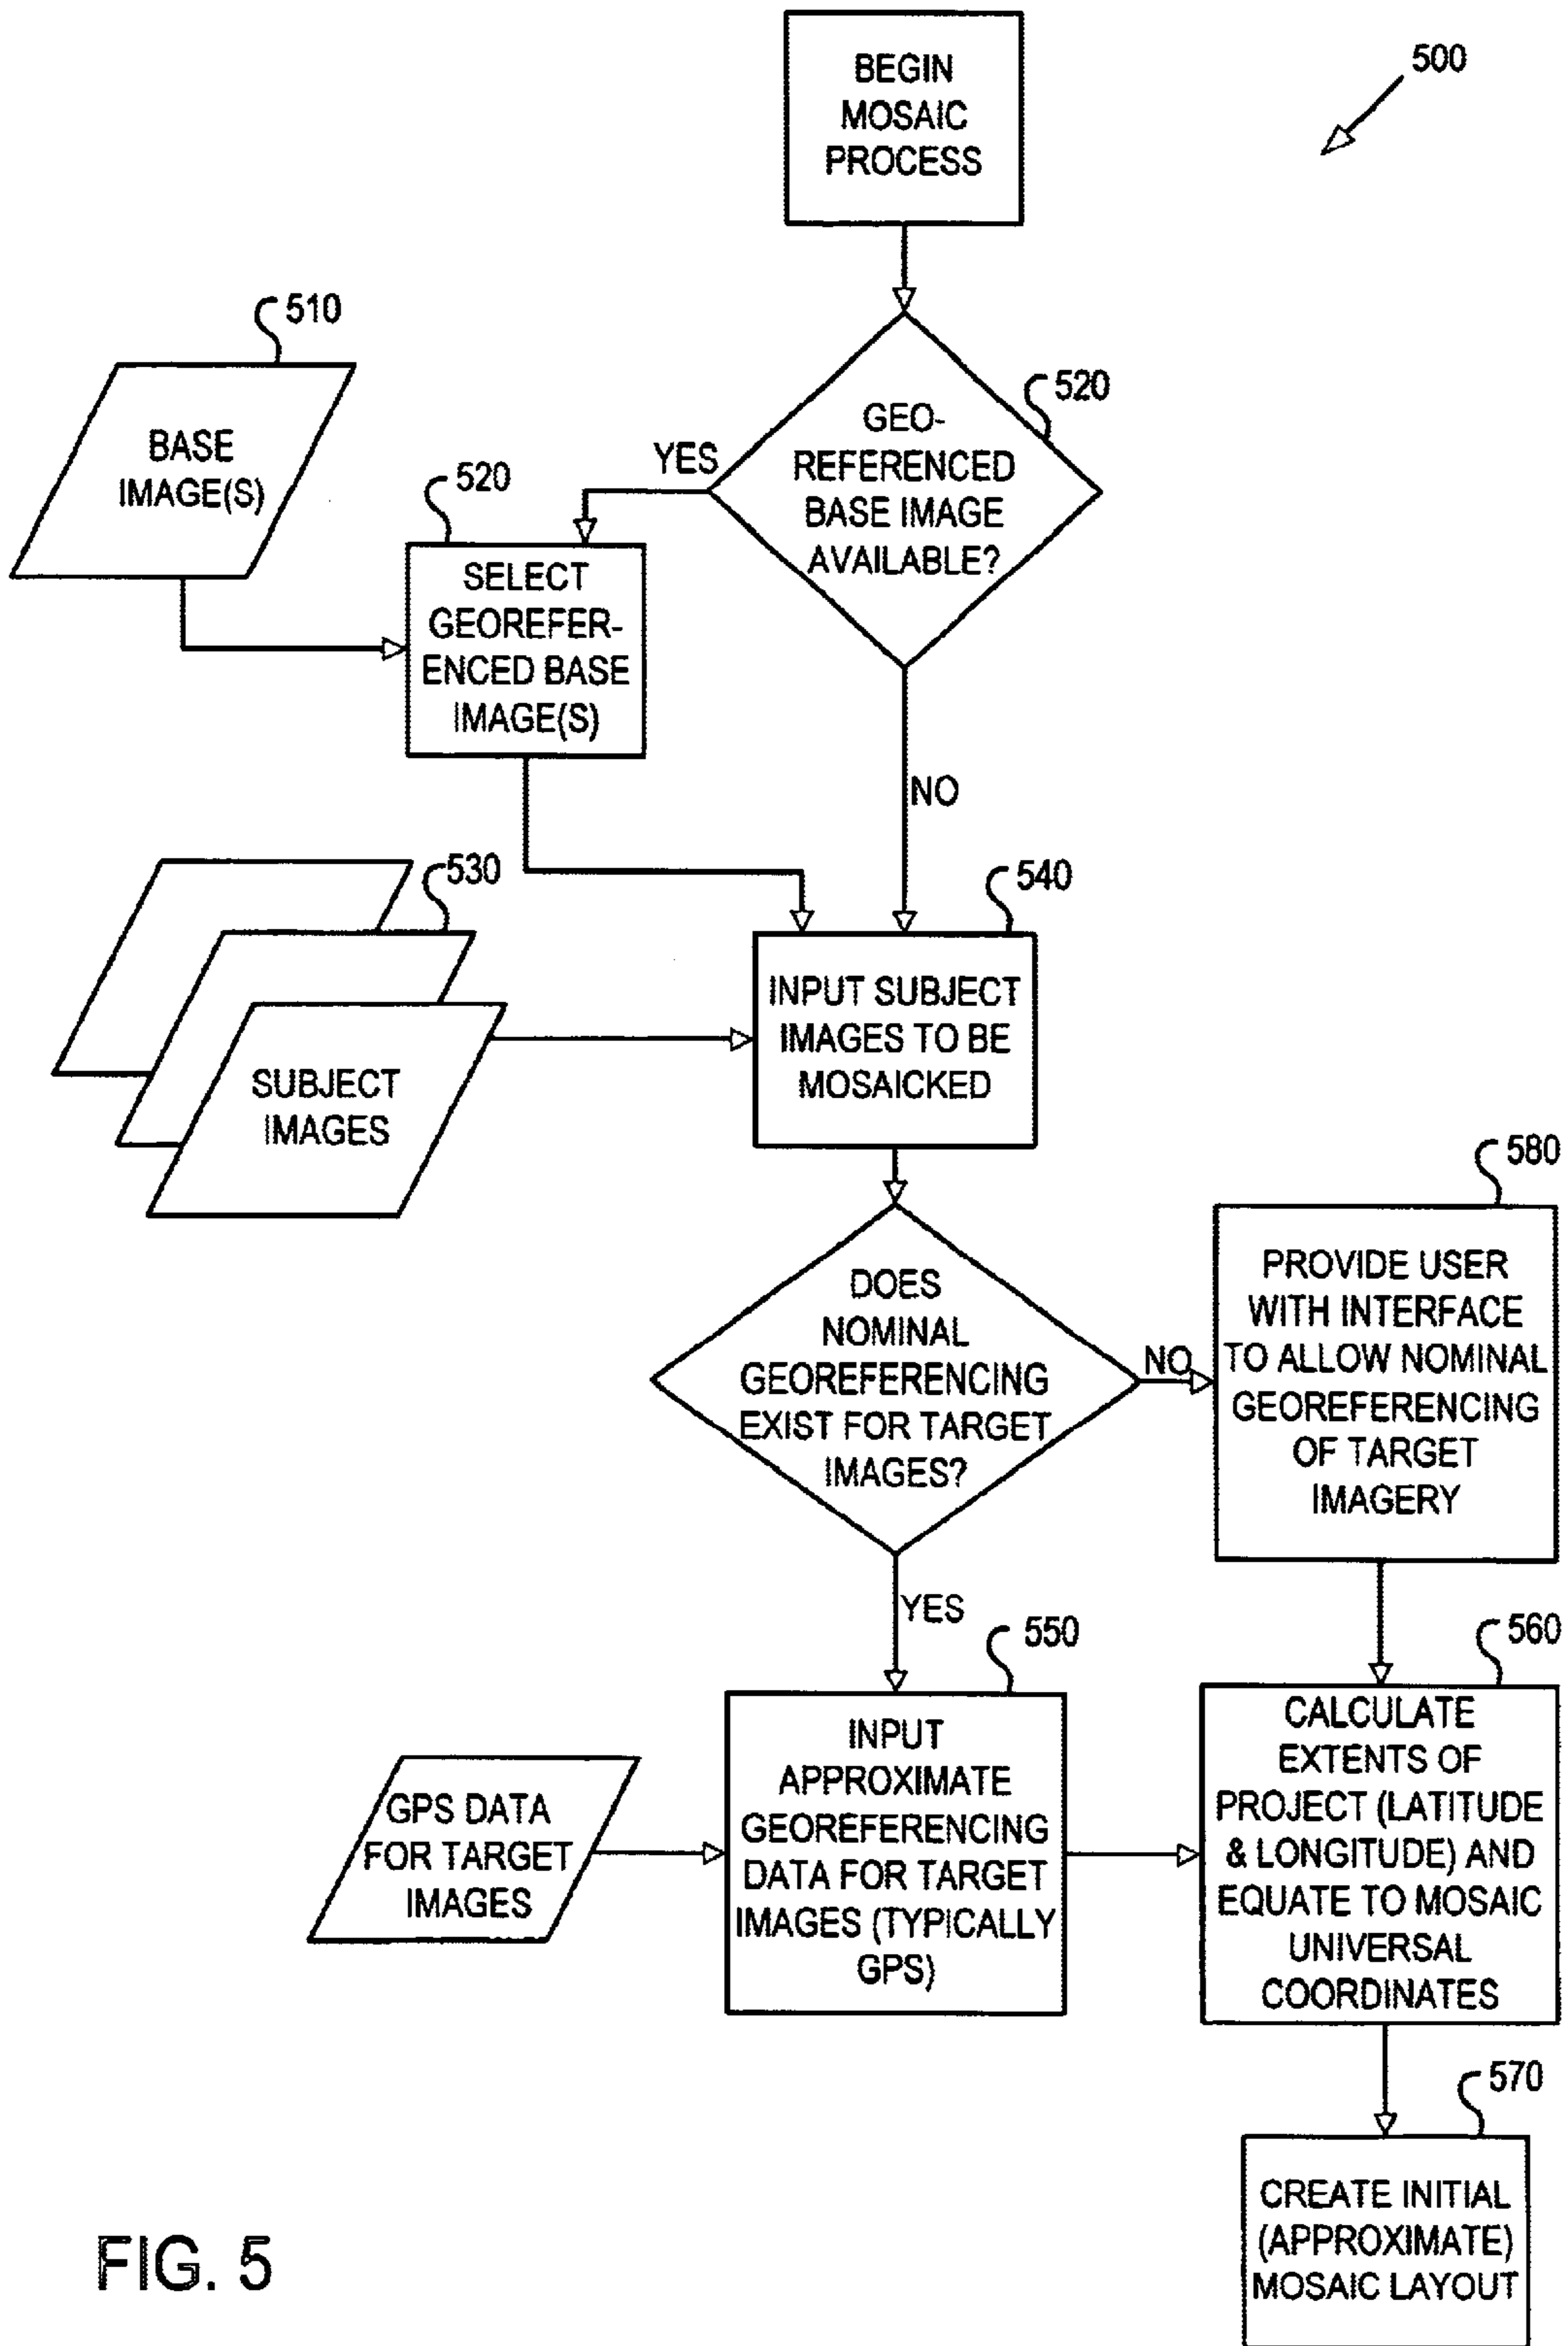 BEGIN
MOSAIC
PROCESS
500
510
BASE
IMAGE(S)
520
GEO-
REFERENCED
BASE IMAGE
AVAILABLE?
YES
520
SELECT
GEOREFER-
ENCED BASE
IMAGE(S)
NO
530
SUBJECT
IMAGES
540
INPUT SUBJECT
IMAGES TO BE
MOSAICKED
DOES
NOMINAL
GEOREFERENCING
EXIST FOR TARGET
IMAGES?
NO
580
PROVIDE USER
WITH INTERFACE
TO ALLOW NOMINAL
GEOREFERENCING
OF TARGET
IMAGERY
YES
550
INPUT
APPROXIMATE
GEOREFERENCING
DATA FOR TARGET
IMAGES (TYPICALLY
GPS)
GPS DATA
FOR TARGET
IMAGES
560
CALCULATE
EXTENTS OF
PROJECT (LATITUDE
& LONGITUDE) AND
EQUATE TO MOSAIC
UNIVERSAL
COORDINATES
570
CREATE INITIAL
(APPROXIMATE)
MOSAIC LAYOUT
FIG. 5